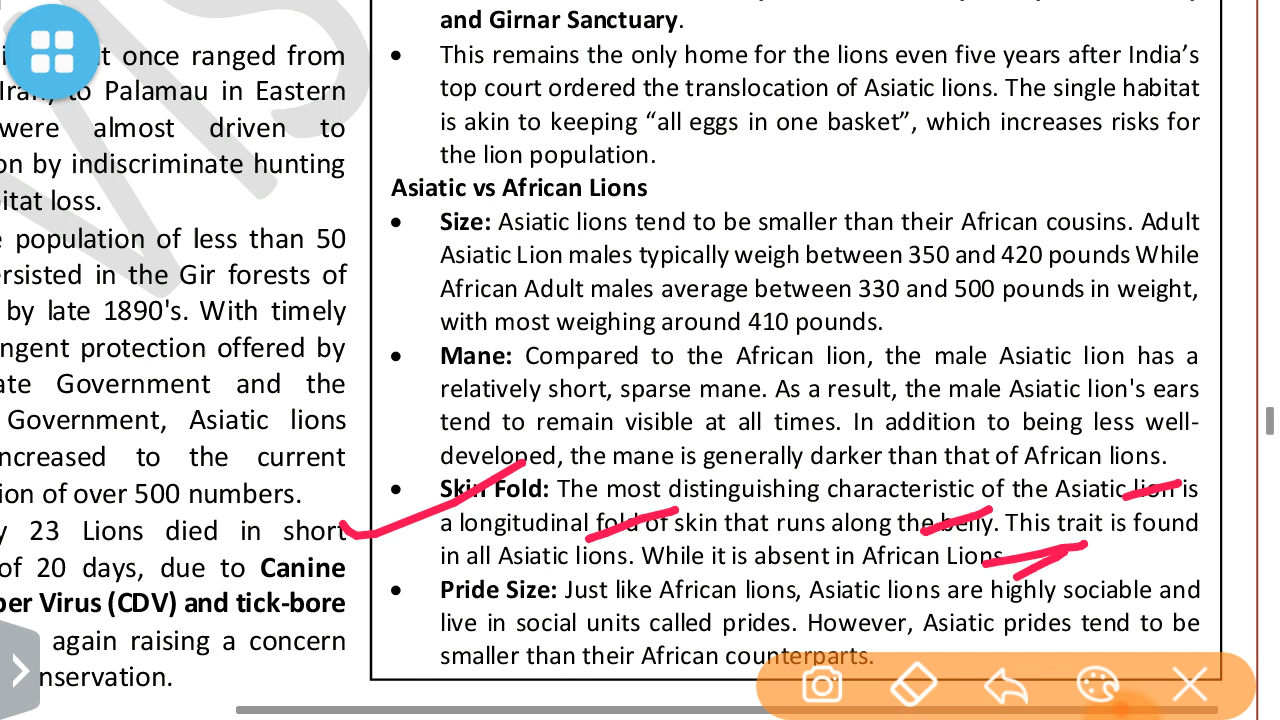 once ranged from
to Palamau in Eastern
were almost driven to
by indiscriminate hunting
loss.
population of less than 50
in the Gir forests of
by late 1890's. With timely
protection offered by
Government and the
Government, Asiatic lions
to the current
of over 500 numbers.
23 Lions died in short
of 20 days, due to Canine
Virus (CDV) and tick-bore
again raising a concern
and Girnar Sanctuary.
• This remains the only home for the lions even five years after India’s
top court ordered the translocation of Asiatic lions. The single habitat
is akin to keeping “all eggs in one basket”, which increases risks for
the lion population.
Asiatic vs African Lions
• Size: Asiatic lions tend to be smaller than their African cousins. Adult
Asiatic Lion males typically weigh between 350 and 420 pounds While
African Adult males average between 330 and 500 pounds in weight,
with most weighing around 410 pounds.
• Mane: Compared to the African lion, the male Asiatic lion has a
relatively short, sparse mane. As a result, the male Asiatic lion's ears
tend to remain visible at all times. In addition to being less well-
developed, the mane is generally darker than that of African lions.
• Skin Fold: The most distinguishing characteristic of the Asiatic lion is
a longitudinal fold of skin that runs along the belly. This trait is found
in all Asiatic lions. While it is absent in African Lions
• Pride Size: Just like African lions, Asiatic lions are highly sociable and
live in social units called prides. However, Asiatic prides tend to be
smaller than their African counterparts.